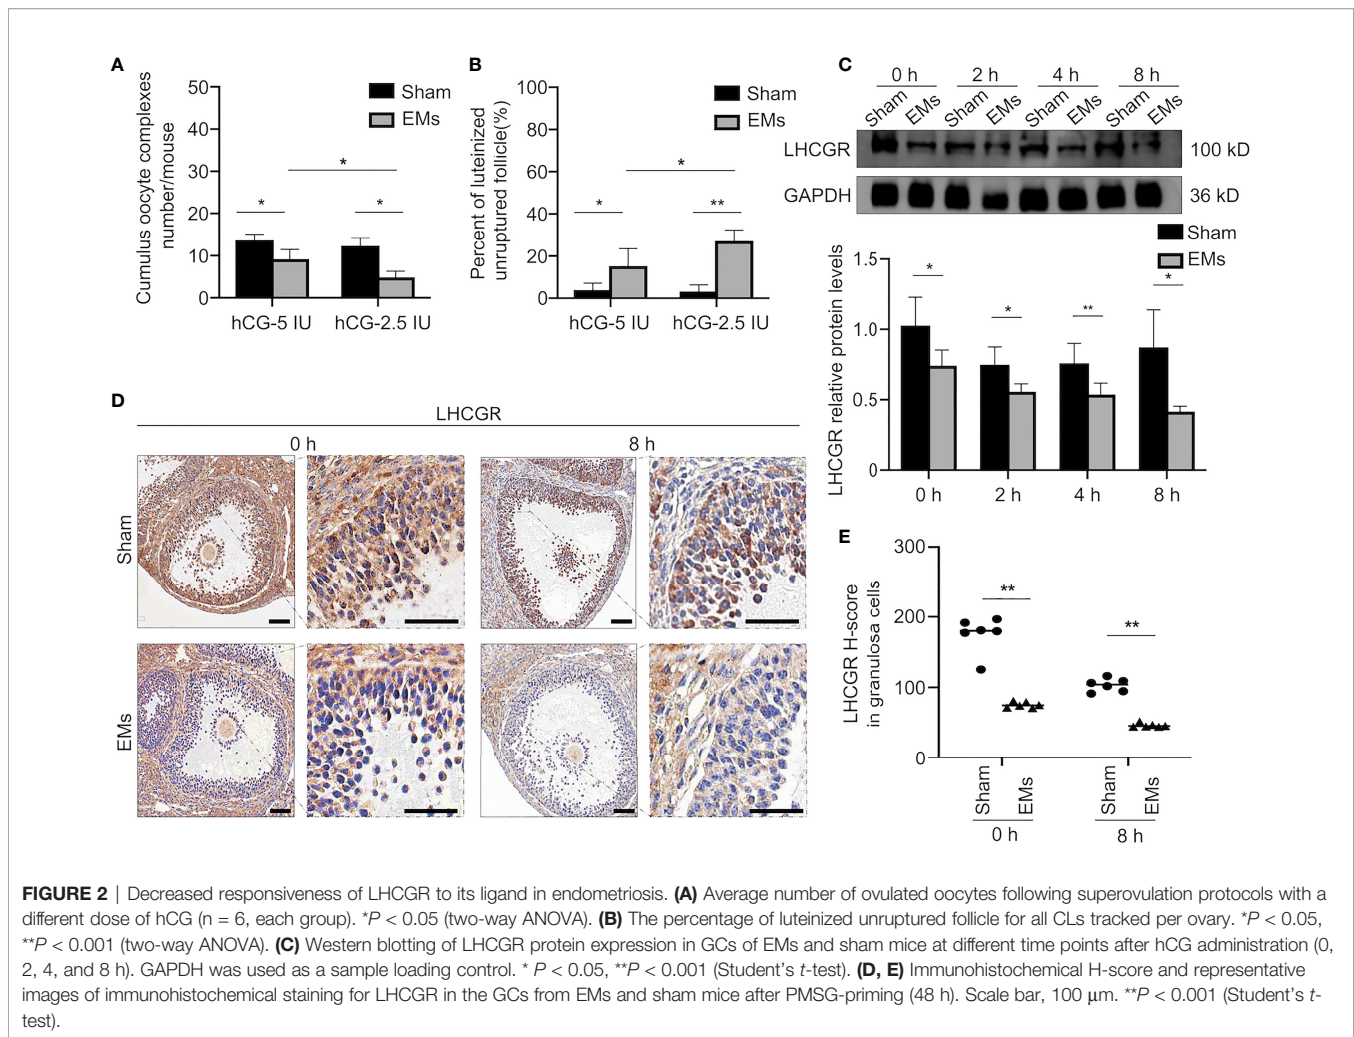 A
Cumulus oocyte complexes
number/mouse
50
40
30
20
10
0
Sham
EMs
*
*
*
hCG-5 IU
hCG-2.5 IU
B
Percent of luteinized
unruptured tollicle(%)
100
80
60
40
20
0
Sham
EMs
*
*
**
hCG-5 IU
hCG-2.5 IU
C
0 h 2 h 4 h 8 h
Sham EMs Sham EMs Sham EMs Sham EMs
LHCGR 100 kD
GAPDH 36 kD
Sham
EMs
LHCGR relative protein levels
1.5
1.0
0.5
0
*
*
**
*
0 h 2 h 4 h 8 h
D
LHCGR
0 h 8 h
Sham
EMs
E
LHCGR H-score
in granulosa cells
300
200
100
0
**
**
Sham EMs Sham EMs
0 h 8 h
FIGURE 2 | Decreased responsiveness of LHCGR to its ligand in endometriosis. (A) Average number of ovulated oocytes following superovulation protocols with a
different dose of hCG (n = 6, each group). *P < 0.05 (two-way ANOVA). (B) The percentage of luteinized unruptured follicle for all CLs tracked per ovary. *P < 0.05,
**P < 0.001 (two-way ANOVA). (C) Western blotting of LHCGR protein expression in GCs of EMs and sham mice at different time points after hCG administration (0,
2, 4, and 8 h). GAPDH was used as a sample loading control. * P < 0.05, **P < 0.001 (Student's t-test). (D, E) Immunohistochemical H-score and representative
images of immunohistochemical staining for LHCGR in the GCs from EMs and sham mice after PMSG-priming (48 h). Scale bar, 100 μm. **P < 0.001 (Student's t-
test).